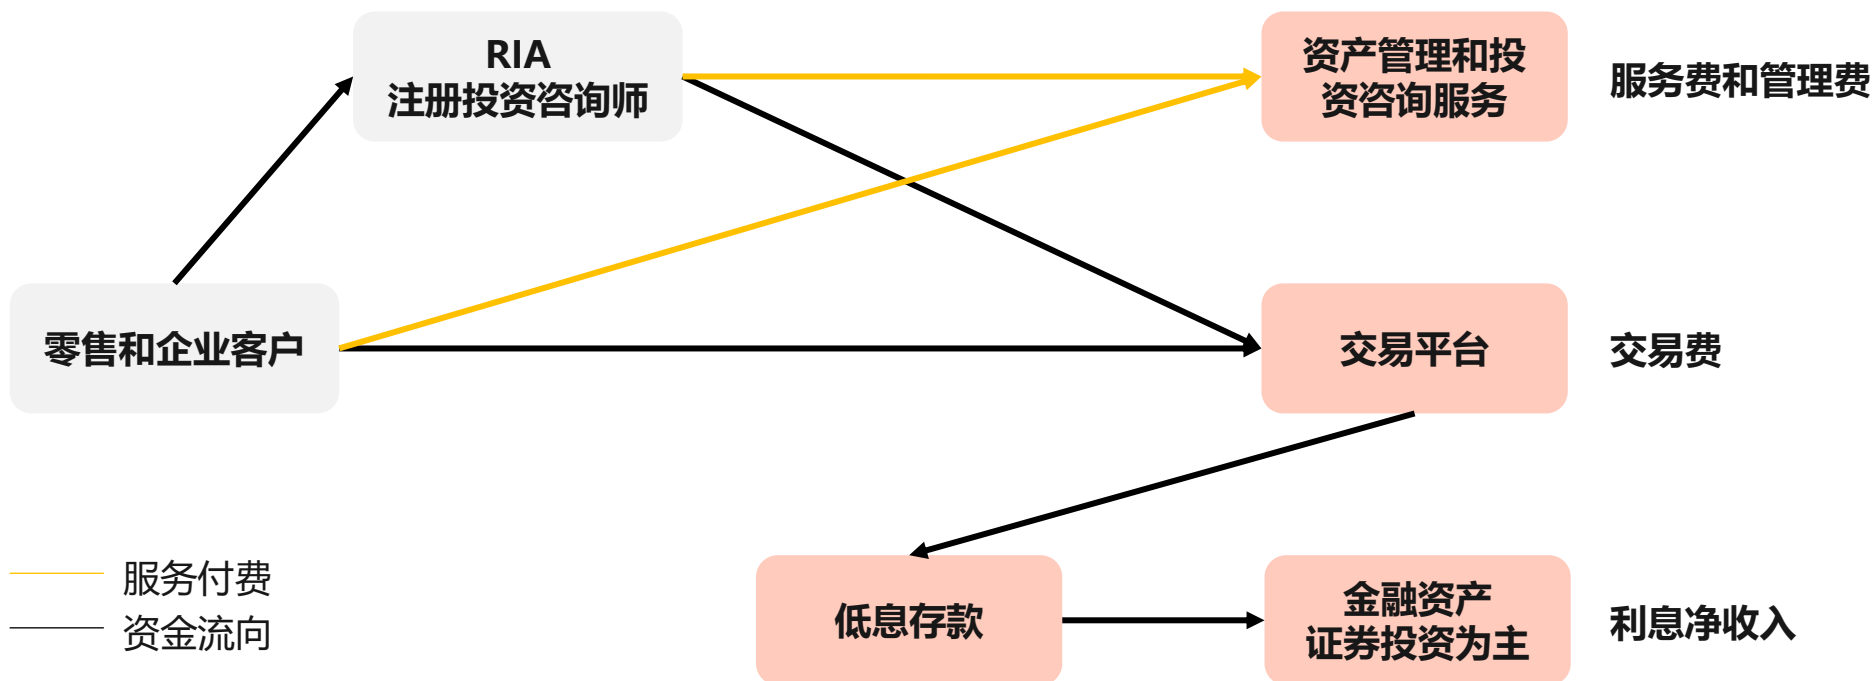 RIA
注册投资咨询师
资产管理和投
资咨询服务
服务费和管理费
零售和企业客户
交易平台
交易费
服务付费
资金流向
低息存款
金融资产
证券投资为主
利息净收入